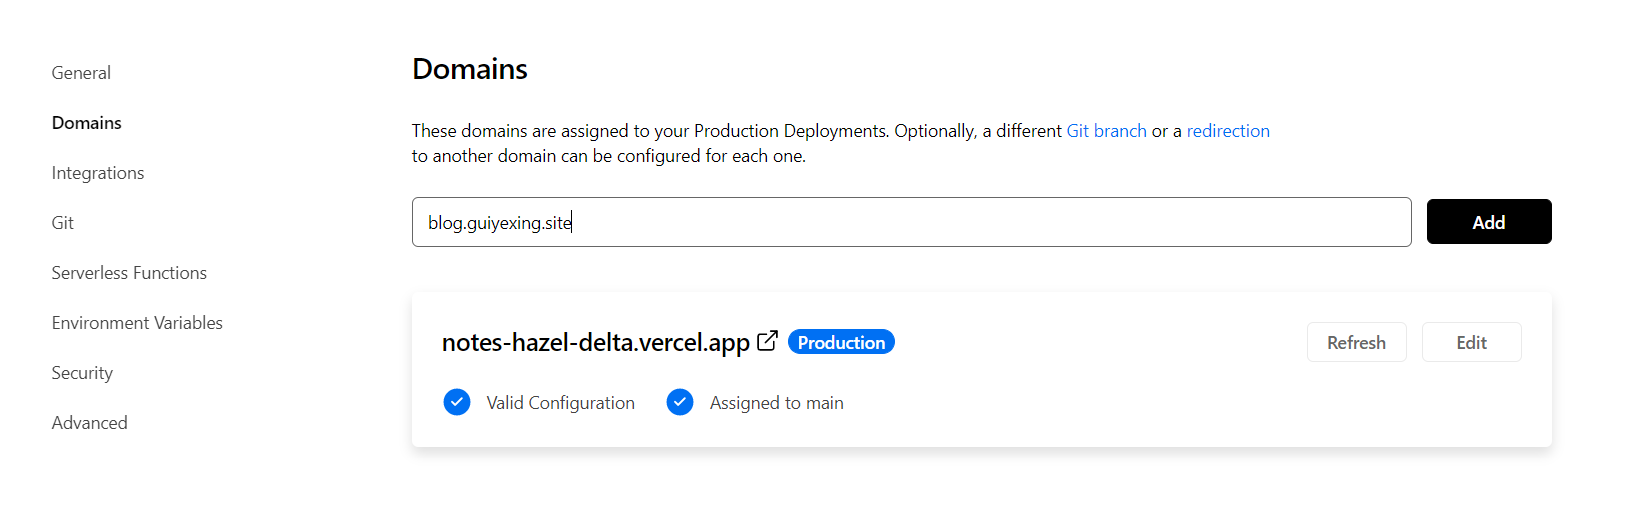 General
Domains
Integrations
Git
Serverless Functions
Environment Variables
Security
Advanced
Domains
These domains are assigned to your Production Deployments. Optionally, a different Git branch or a redirection
to another domain can be configured for each one.
blog.guiyexing.site
Add
notes-hazel-delta.vercel.app Production
Refresh Edit
Valid Configuration Assigned to main